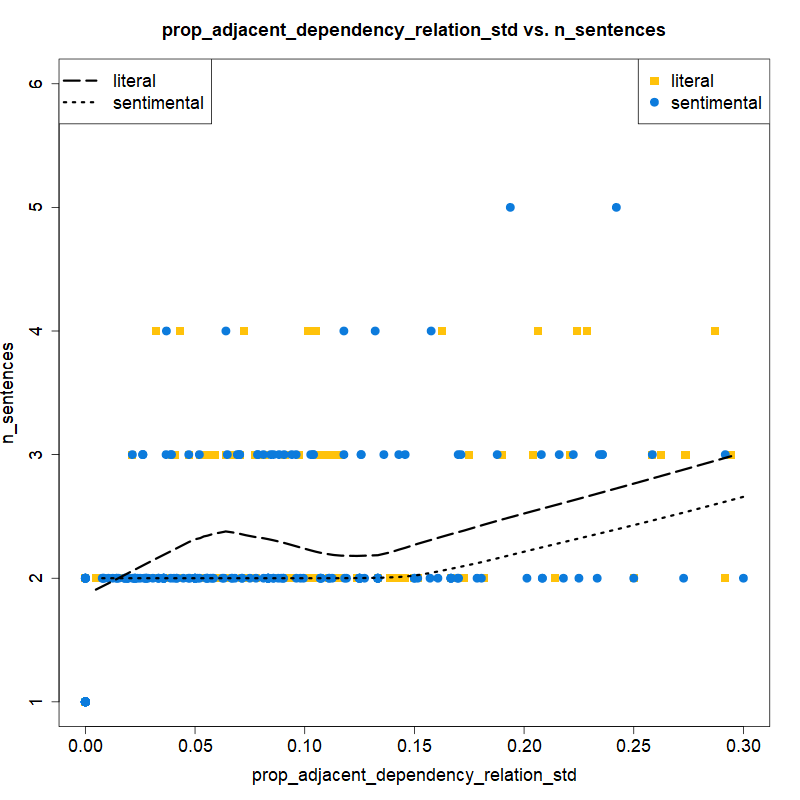 prop_adjacent_dependency_relation_std vs. n_sentences
literal
sentimental
literal
sentimental
6
5
4
3
2
1
n_sentences
0.00 0.05 0.10 0.15 0.20 0.25 0.30
prop_adjacent_dependency_relation_std